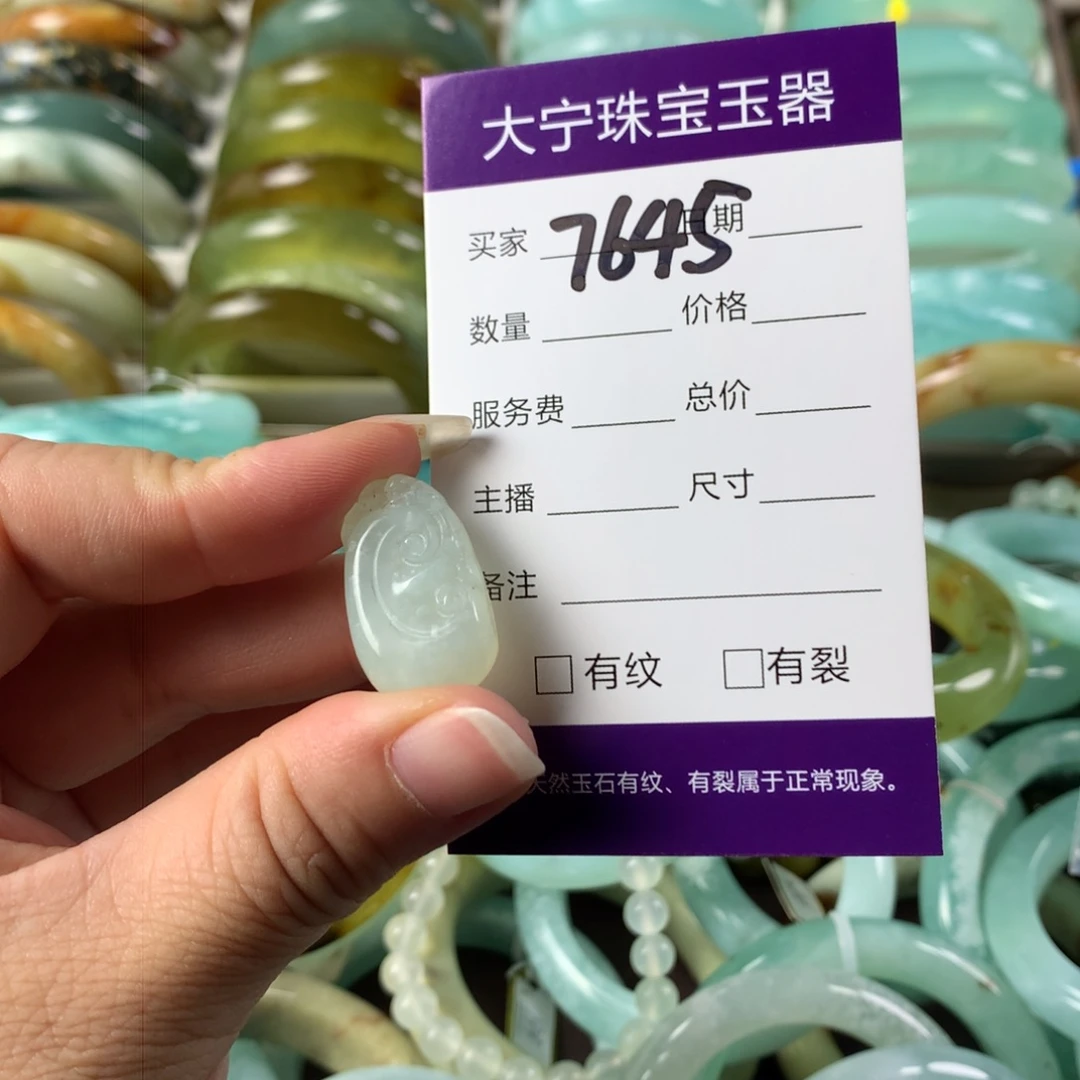 大宁珠宝玉器
买家 7645 日期
数量 价格
服务费 总价
主播 尺寸
备注
□ 有纹 □有裂
天然玉石有纹、有裂属于正常现象。